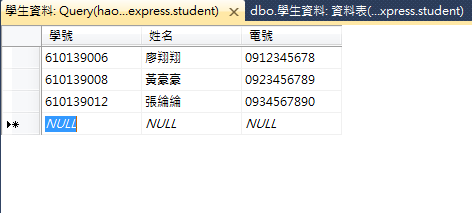 學生資料: Query(hao...express.student) dbo.學生資料: 資料表(...xpress.student)
學號 姓名 電號
610139006 廖翔翔 0912345678
610139008 黃豪豪 0923456789
610139012 張綸綸 0934567890
NULL NULL NULL